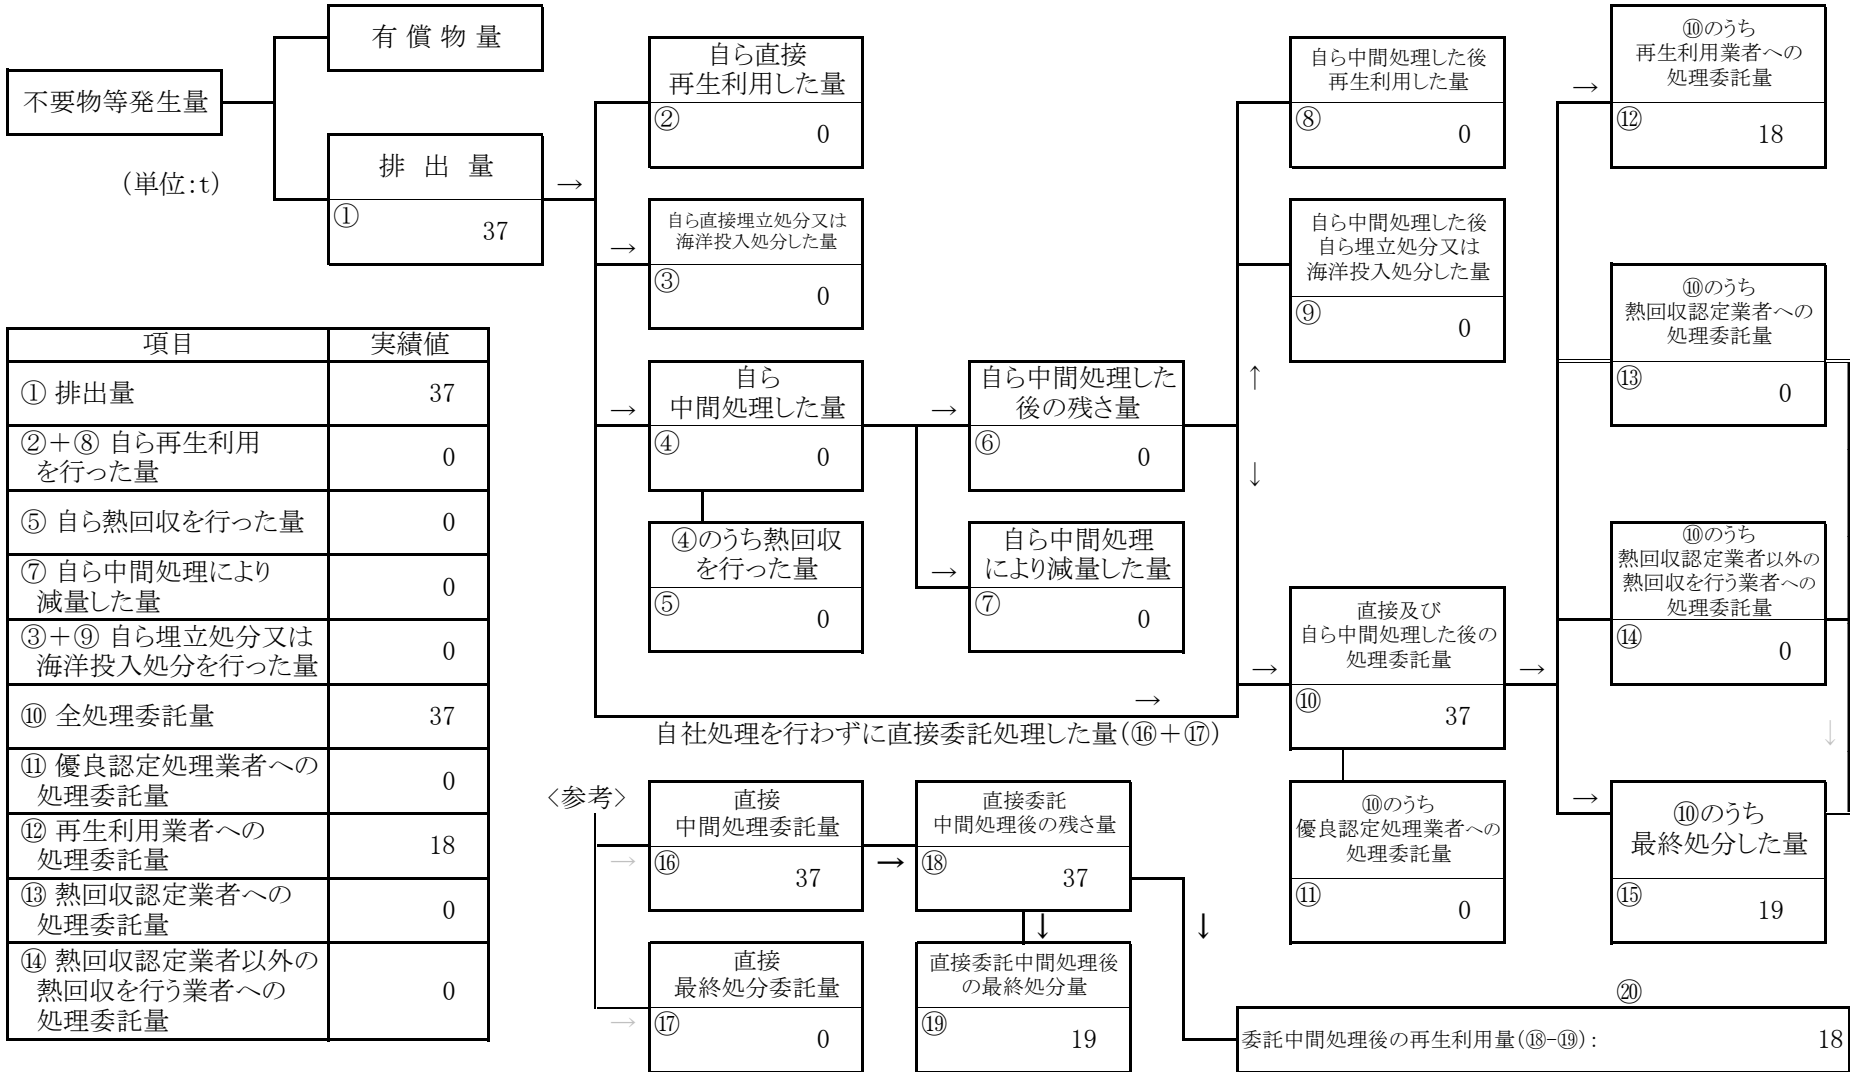 不要物等発生量
(単位:t)
有償物量
排出量
① 37
→
自ら直接
再生利用した量
② 0
→
自ら直接埋立処分又は
海洋投入処分した量
③ 0
→
自ら
中間処理した量
④ 0
④のうち熱回収
を行った量
⑤ 0
→
自ら中間処理した
後の残さ量
⑥ 0
→
自ら中間処理
により減量した量
⑦ 0
自ら中間処理した後
再生利用した量
⑧ 0
自ら中間処理した後
自ら埋立処分又は
海洋投入処分した量
⑨ 0
↑
↓
→
自社処理を行わずに直接委託処理した量(⑯+⑰)
→
直接及び
自ら中間処理した後の
処理委託量
⑩ 37
⑩のうち
優良認定処理業者への
処理委託量
⑪ 0
→
→
⑩のうち
再生利用業者への
処理委託量
⑫ 18
⑩のうち
熱回収認定業者への
処理委託量
⑬ 0
⑩のうち
熱回収認定業者以外の
熱回収を行う業者への
処理委託量
⑭ 0
↓
→
⑩のうち
最終処分した量
⑮ 19
項目 実績値
① 排出量 37
②+⑧ 自ら再生利用
を行った量 0
⑤ 自ら熱回収を行った量 0
⑦ 自ら中間処理により
減量した量 0
③+⑨ 自ら埋立処分又は
海洋投入処分を行った量 0
⑩ 全処理委託量 37
⑪ 優良認定処理業者への
処理委託量 0
⑫ 再生利用業者への
処理委託量 18
⑬ 熱回収認定業者への
処理委託量 0
⑭ 熱回収認定業者以外の
熱回収を行う業者への
処理委託量 0
<参考>
→
直接
中間処理委託量
⑯ 37
→
直接委託
中間処理後の残さ量
⑱ 37
↓
↓
→
直接
最終処分委託量
⑰ 0
直接委託中間処理後
の最終処分量
⑲ 19
⑳
委託中間処理後の再生利用量(⑱-⑲): 18